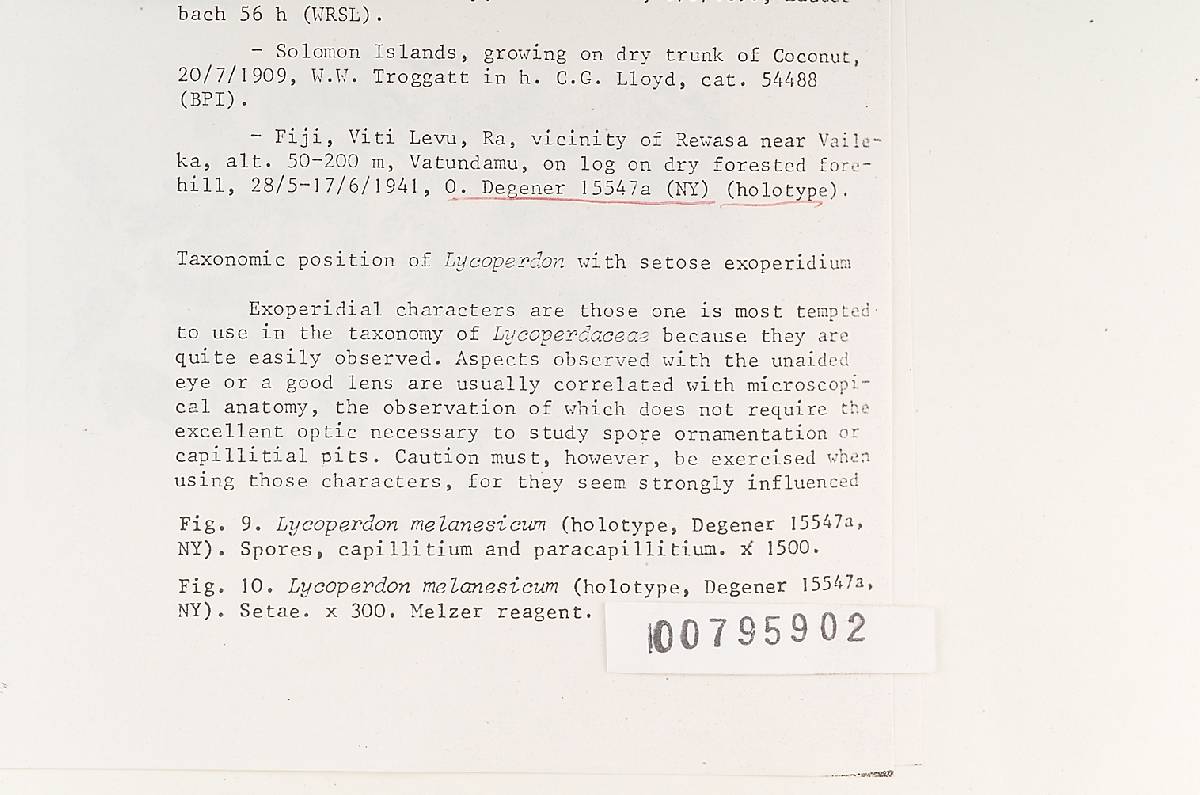 bach 56 h (WRSL).
- Solomon Islands, growing on dry trunk of Coconut,
20/7/1909, W.W. Troggatt in h. C.G. Lloyd, cat. 54488
(BPI).
- Fiji, Viti Levu, Ra, vicinity of Rewasa near Vaile-
ka, alt. 50-200 m, Vatundamu, on log on dry forested fore-
hill, 28/5-17/6/1941, O. Degener 15547a (NY) (holotype).
Taxonomic position of Lycoperdon with setose exoperidium
Exoperidial characters are those one is most tempted
to use in the taxonomy of Lycoperdaceae because they are
quite easily observed. Aspects observed with the unaided
eye or a good lens are usually correlated with microscopi-
cal anatomy, the observation of which does not require the
excellent optic necessary to study spore ornamentation or
capillitial pits. Caution must, however, be exercised when
using those characters, for they seem strongly influenced
Fig. 9. Lycoperdon melanesicum (holotype, Degener 15547a,
NY). Spores, capillitium and paracapillitium. x 1500.
Fig. 10. Lycoperdon melanesicum (holotype, Degener 15547a,
NY). Setae. x 300. Melzer reagent.
00795902